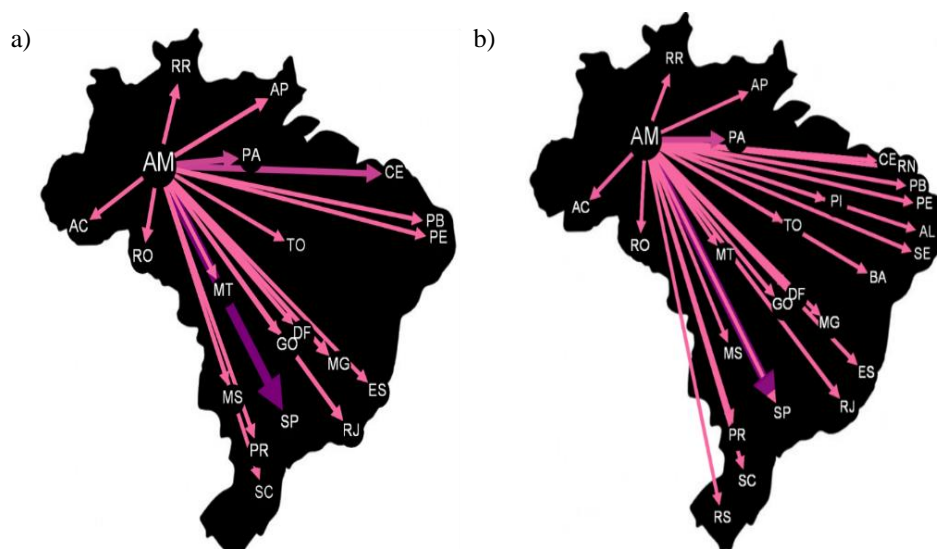 a)
RR
AP
AM
PA
CE
AC
PB
PE
RO
TO
MT
GO
DF
MG
ES
MS
SP
RJ
PR
SC
b)
RR
AP
AM
PA
CE
RN
PB
PE
AC
PI
TO
AL
RO
SE
MT
BA
GO
DF
MG
MS
ES
SP
RJ
PR
SC
RS